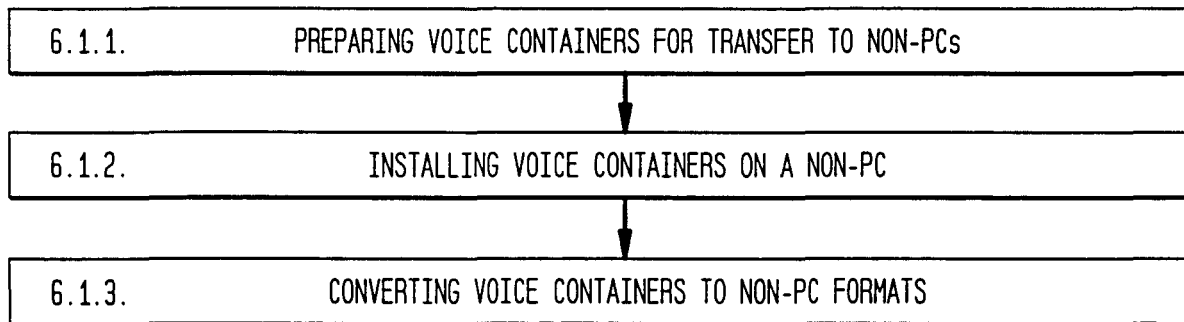 6.1.1. PREPARING VOICE CONTAINERS FOR TRANSFER TO NON-PCs
6.1.2. INSTALLING VOICE CONTAINERS ON A NON-PC
6.1.3. CONVERTING VOICE CONTAINERS TO NON-PC FORMATS